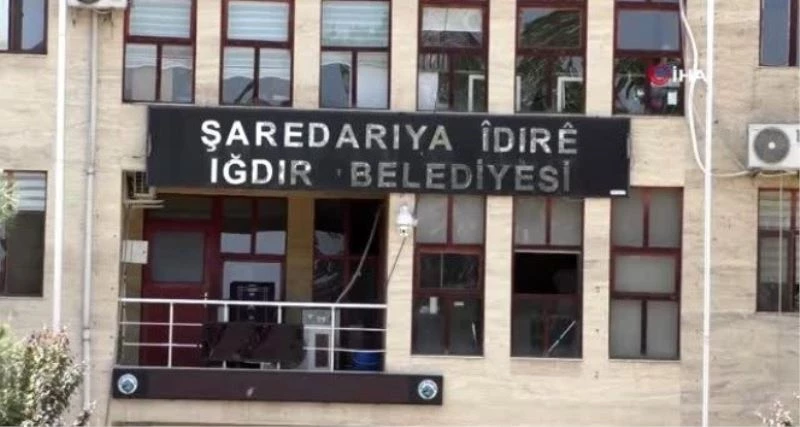 ŞAREDARIYA ÎDIRÊ
IĞDIR BELEDİYESİ
İHA